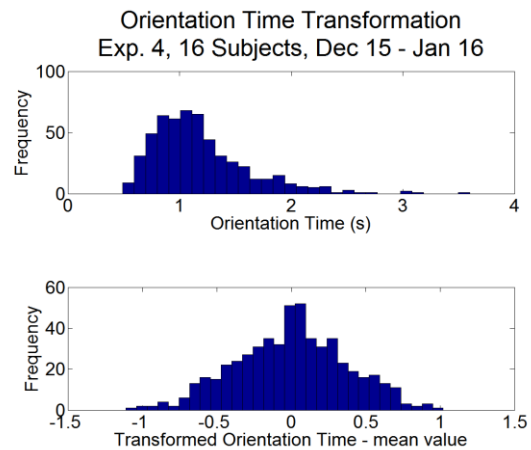 Orientation Time Transformation
Exp. 4, 16 Subjects, Dec 15 - Jan 16
100
50
0
Frequency
0 1 2 3 4
Orientation Time (s)
60
40
20
0
Frequency
-1.5 -1 -0.5 0 0.5 1 1.5
Transformed Orientation Time - mean value